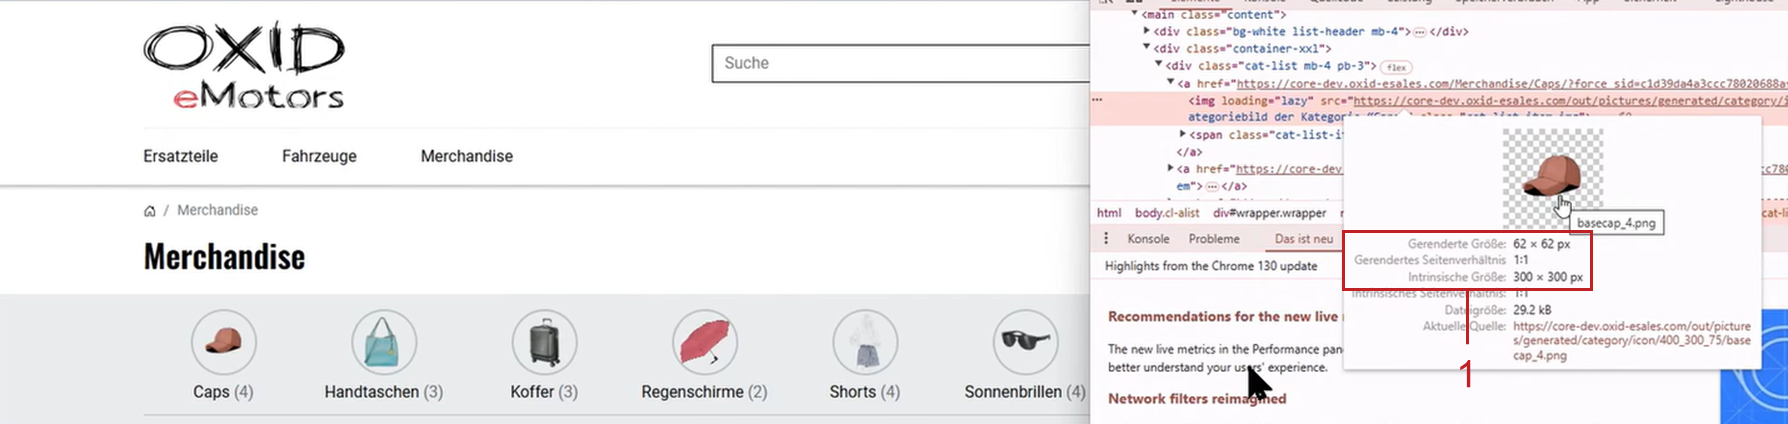 OXID
eMotors
Suche
Ersatzteile Fahrzeuge Merchandise
/ Merchandise
Merchandise
Caps (4) Handtaschen (3) Koffer (3) Regenschirme (2) Shorts (4) Sonnenbrillen (4)
<main class="content">
<div class="bg-white list-header mb-4"> </div>
<div class="container-xxl">
<div class="cat-list mb-4 pb-3"> flex
<a href="https://core-dev.oxid-esales.com/Merchandise/Caps/?force_sid=c1d39da4a3ccc78020688a
<img loading="lazy" src="https://core-dev.oxid-esales.com/out/pictures/generated/category/i
ategoriebild der Kategorie
<span class="cat-list-i
</a>
<a href="https://core-dev
em"> </a>
html body.cl-alist div#wrapper.wrapper
Konsole Probleme Das ist neu
Highlights from the Chrome 130 update
Recommendations for the new live
The new live metrics in the Performance pan
better understand your users' experience.
Network filters reimagined
basecap_4.png
Gerenderte Größe: 62 × 62 px
Gerendertes Seitenverhältnis 1:1
Intrinsische Größe: 300 × 300 px
Intrinsisches Seitenverhältnis: 1:1
Dateigröße: 29.2 kB
Aktuelle Quelle: https://core-dev.oxid-esales.com/out/picture
s/generated/category/icon/400_300_75/base
cap_4.png
1